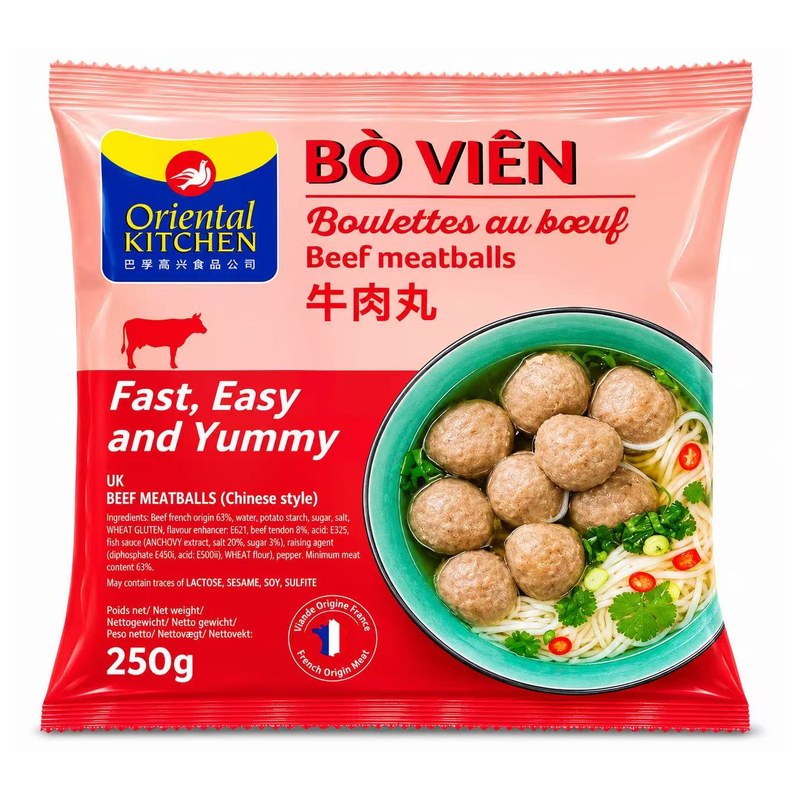 Oriental
KITCHEN
巴孚高兴食品公司
BÒ VIÊN
Boulettes au bœuf
Beef meatballs
牛肉丸
Fast, Easy
and Yummy
UK
BEEF MEATBALLS (Chinese style)
Ingredients: Beef french origin 63%, water, potato starch, sugar, salt,
WHEAT GLUTEN, flavour enhancer: E621, beef tendon 8%, acid: E325,
fish sauce (ANCHOVY extract, salt 20%, sugar 3%), raising agent
(diphosphate E450i, acid: E500ii), WHEAT flour), pepper. Minimum meat
content 63%.
May contain traces of LACTOSE, SESAME, SOY, SULFITE
Poids net/ Net weight/
Nettogewicht/ Netto gewicht/
Peso netto/ Nettovægt/ Nettovekt:
250g
Viande Origine France
French Origin Meat